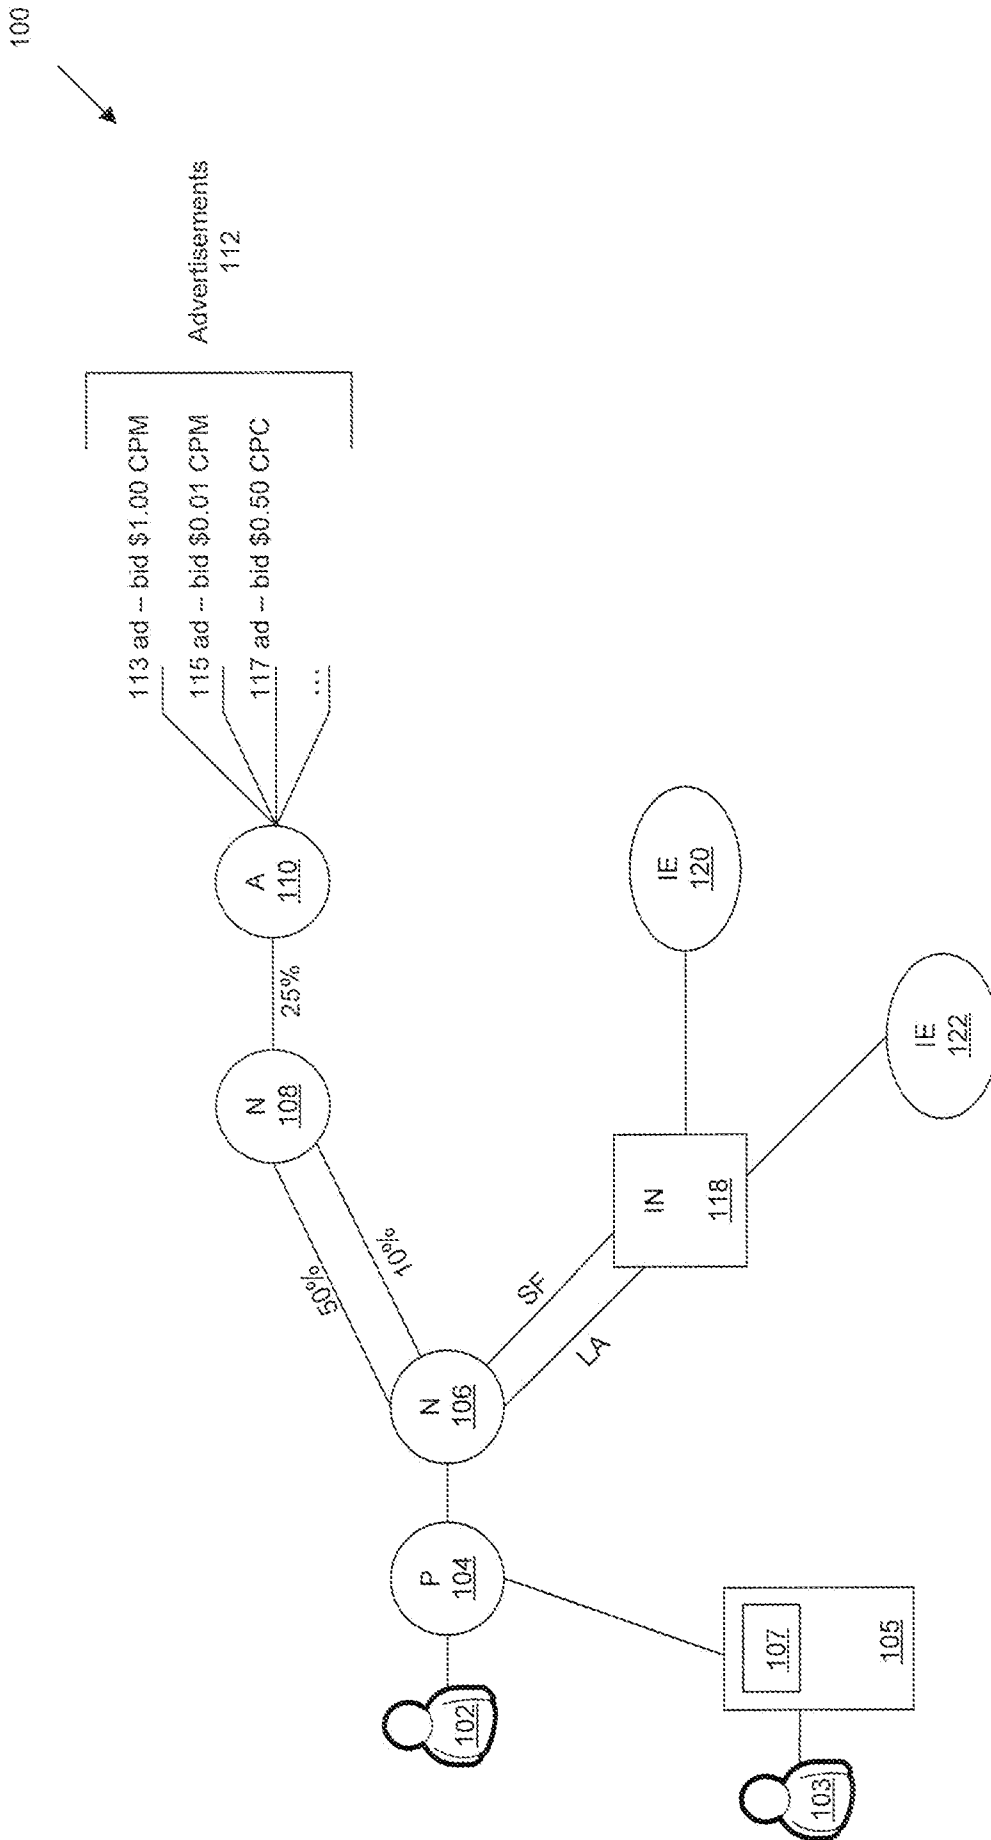 100
Advertisements
112
113 ad -- bid $1.00 CPM
115 ad -- bid $0.01 CPM
117 ad -- bid $0.50 CPC
...
A
110
25%
N
108
50%
10%
N
106
SF
LA
IN
118
IE
120
IE
122
P
104
102
107
105
103